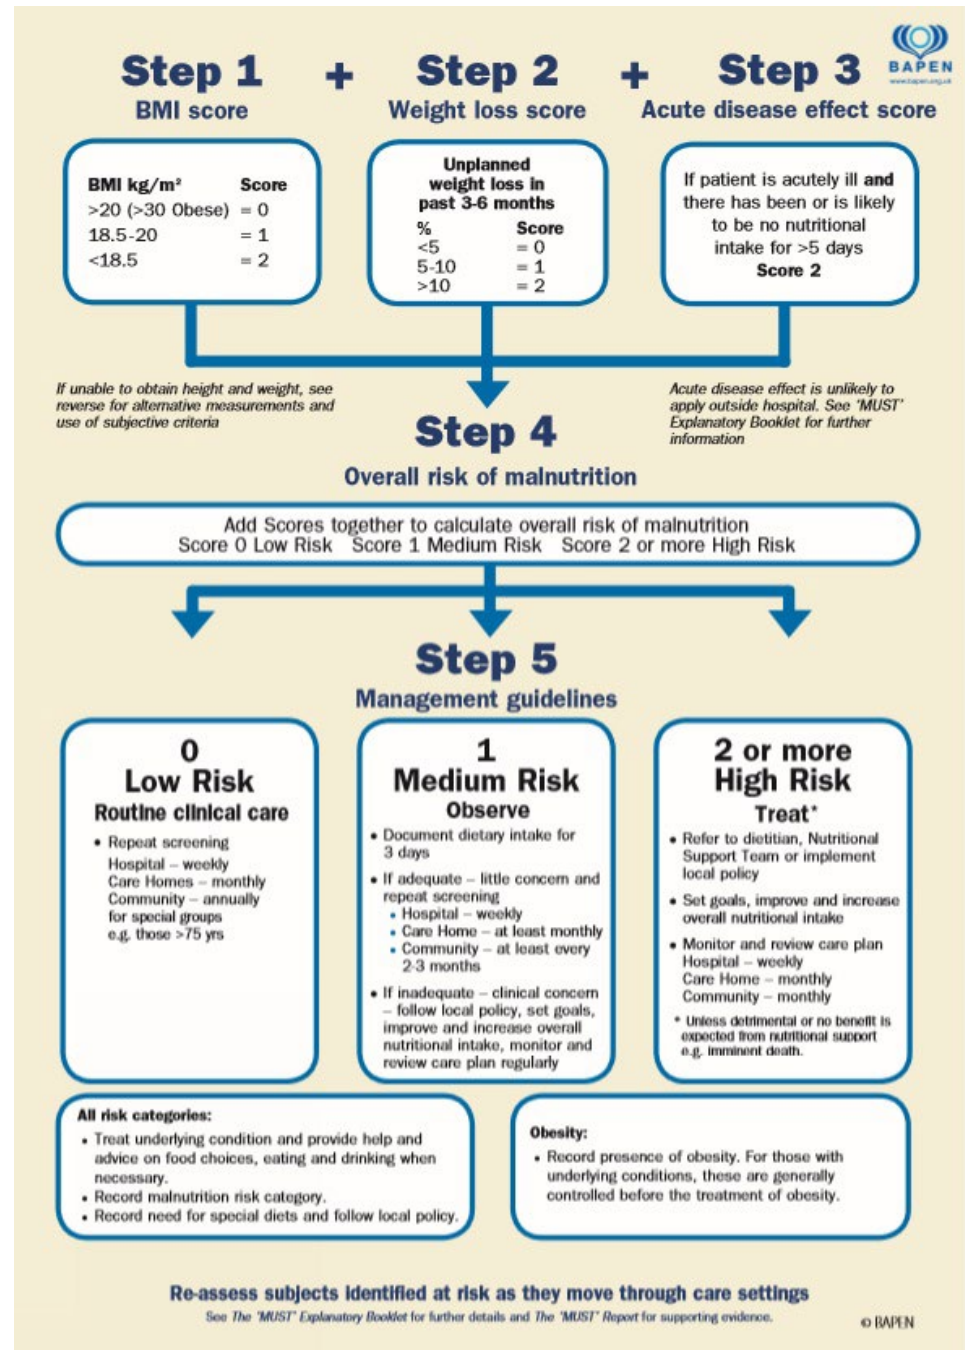 BAPEN
www.bapen.org.uk
Step 1 + Step 2 + Step 3
BMI score
Weight loss score
Acute disease effect score
BMI kg/m² Score
>20 (>30 Obese) = 0
18.5-20 = 1
<18.5 = 2
Unplanned
weight loss in
past 3-6 months
% Score
<5 = 0
5-10 = 1
>10 = 2
If patient is acutely ill and
there has been or is likely
to be no nutritional
intake for >5 days
Score 2
If unable to obtain height and weight, see
reverse for alternative measurements and
use of subjective criteria
Acute disease effect is unlikely to
apply outside hospital. See 'MUST'
Explanatory Booklet for further
information
Step 4
Overall risk of malnutrition
Add Scores together to calculate overall risk of malnutrition
Score 0 Low Risk Score 1 Medium Risk Score 2 or more High Risk
Step 5
Management guidelines
0
Low Risk
Routine clinical care
• Repeat screening
Hospital – weekly
Care Homes – monthly
Community – annually
for special groups
e.g. those >75 yrs
1
Medium Risk
Observe
• Document dietary intake for
3 days
• If adequate – little concern and
repeat screening
• Hospital – weekly
• Care Home – at least monthly
• Community – at least every
2-3 months
• If inadequate – clinical concern
– follow local policy, set goals,
improve and increase overall
nutritional intake, monitor and
review care plan regularly
2 or more
High Risk
Treat*
• Refer to dietitian, Nutritional
Support Team or implement
local policy
• Set goals, improve and increase
overall nutritional intake
• Monitor and review care plan
Hospital – weekly
Care Home – monthly
Community – monthly
* Unless detrimental or no benefit is
expected from nutritional support
e.g. imminent death.
All risk categories:
• Treat underlying condition and provide help and
advice on food choices, eating and drinking when
necessary.
• Record malnutrition risk category.
• Record need for special diets and follow local policy.
Obesity:
• Record presence of obesity. For those with
underlying conditions, these are generally
controlled before the treatment of obesity.
Re-assess subjects identified at risk as they move through care settings
See The 'MUST' Explanatory Booklet for further details and The 'MUST' Report for supporting evidence.
© BAPEN